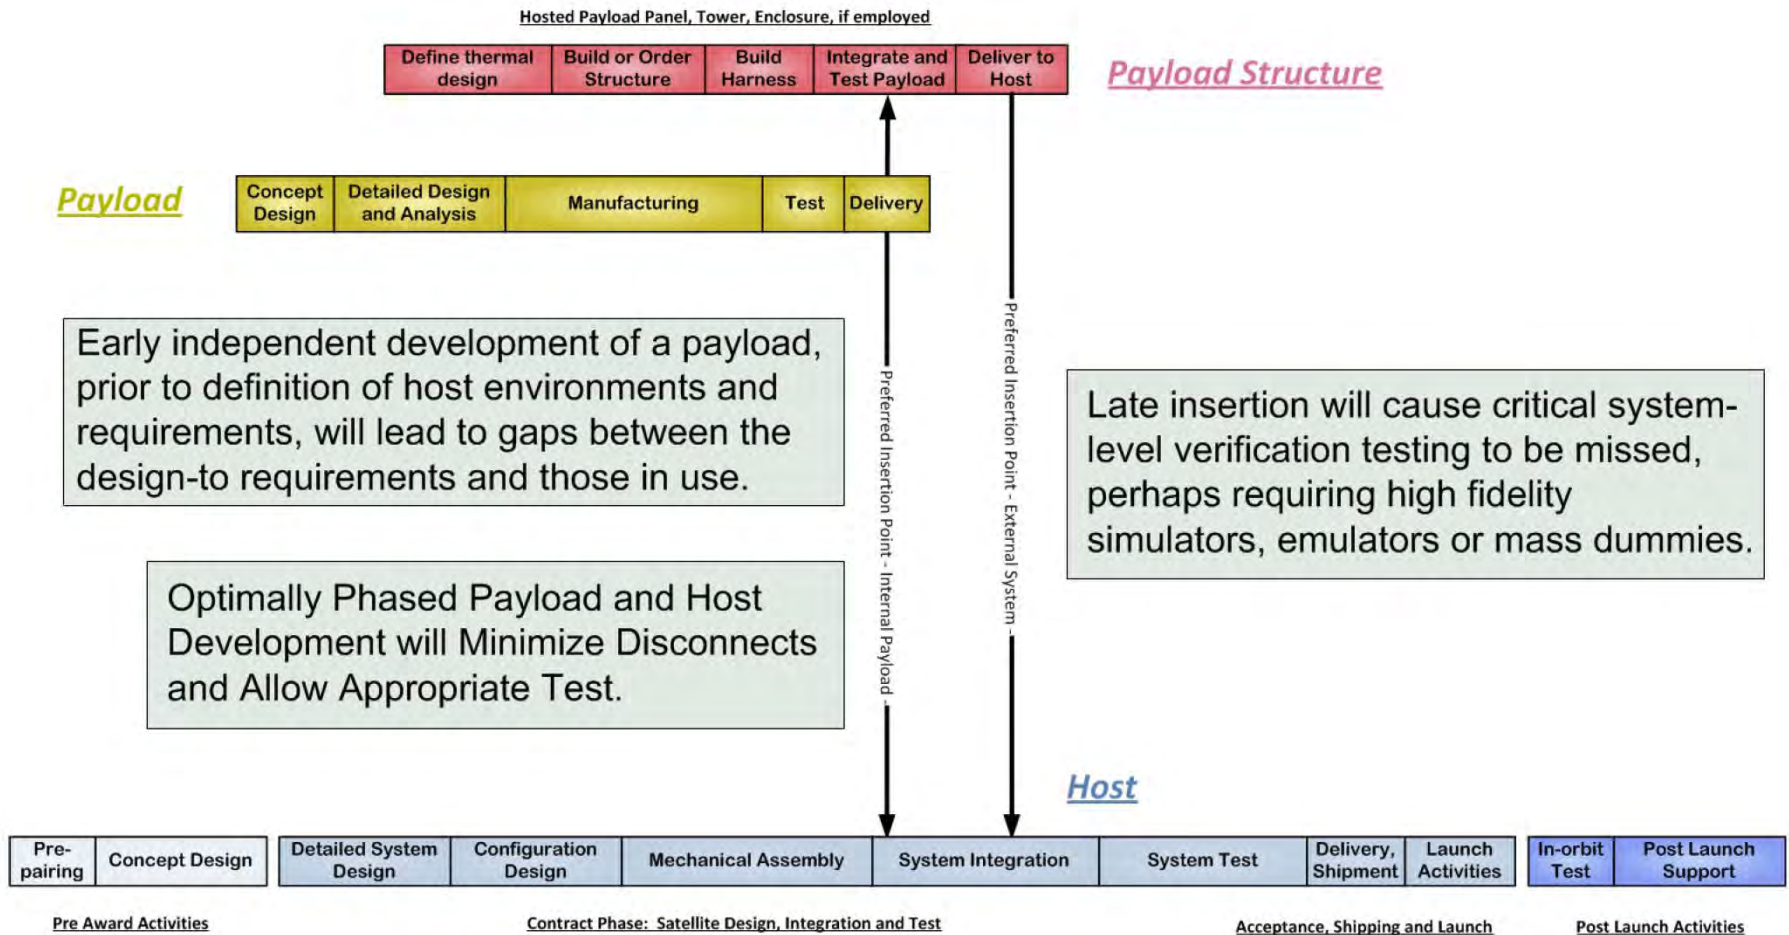 Hosted Payload Panel, Tower, Enclosure, if employed
Define thermal
design
Build or Order
Structure
Build
Harness
Integrate and
Test Payload
Deliver to
Host
Payload Structure
Payload
Concept
Design
Detailed Design
and Analysis
Manufacturing
Test
Delivery
Early independent development of a payload,
prior to definition of host environments and
requirements, will lead to gaps between the
design-to requirements and those in use.
Optimally Phased Payload and Host
Development will Minimize Disconnects
and Allow Appropriate Test.
Preferred Insertion Point - Internal Payload -
Preferred Insertion Point - External System -
Late insertion will cause critical system-
level verification testing to be missed,
perhaps requiring high fidelity
simulators, emulators or mass dummies.
Host
Pre-
pairing
Concept Design
Detailed System
Design
Configuration
Design
Mechanical Assembly
System Integration
System Test
Delivery,
Shipment
Launch
Activities
In-orbit
Test
Post Launch
Support
Pre Award Activities
Contract Phase: Satellite Design, Integration and Test
Acceptance, Shipping and Launch
Post Launch Activities